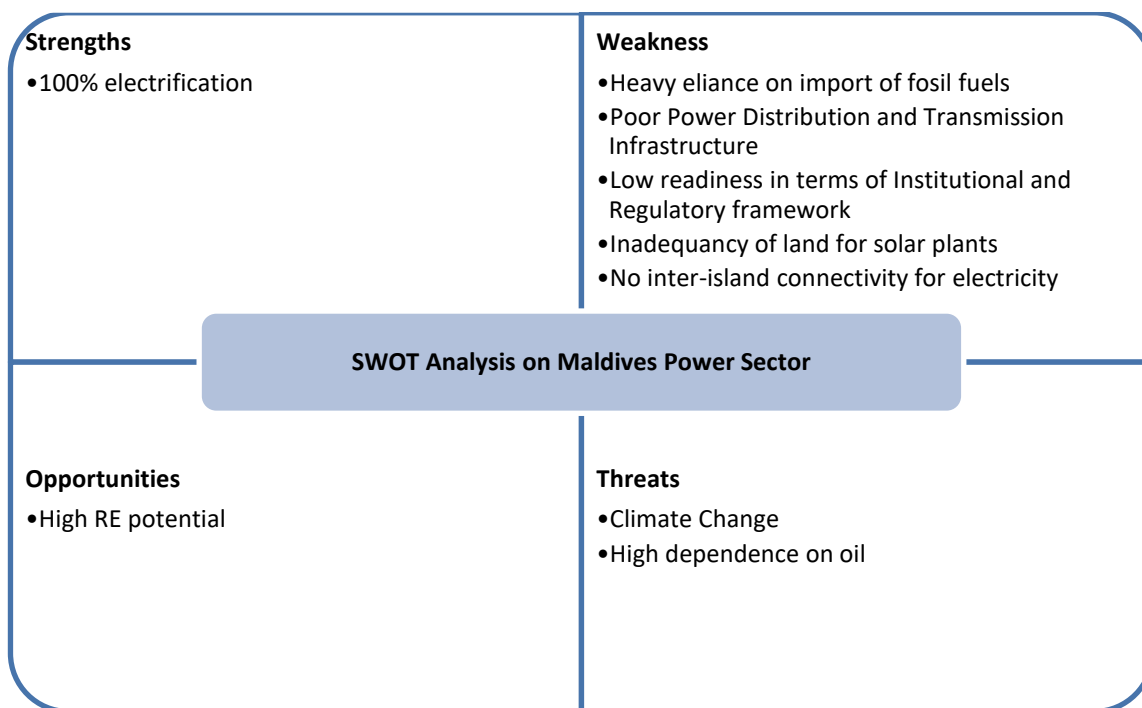 Strengths
•100% electrification
Weakness
•Heavy eliance on import of fosil fuels
•Poor Power Distribution and Transmission
Infrastructure
•Low readiness in terms of Institutional and
Regulatory framework
•Inadequancy of land for solar plants
•No inter-island connectivity for electricity
SWOT Analysis on Maldives Power Sector
Opportunities
•High RE potential
Threats
•Climate Change
•High dependence on oil